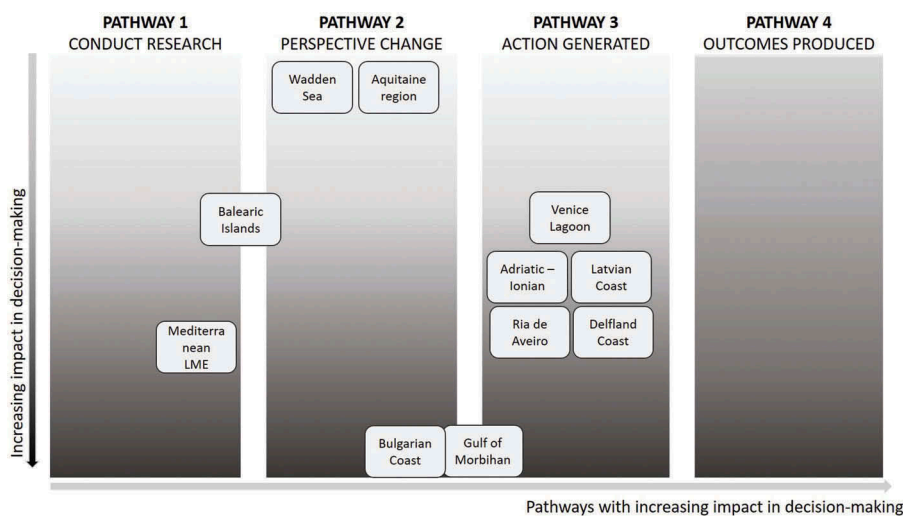 PATHWAY 1
CONDUCT RESEARCH
PATHWAY 2
PERSPECTIVE CHANGE
PATHWAY 3
ACTION GENERATED
PATHWAY 4
OUTCOMES PRODUCED
Increasing impact in decision-making
Wadden
Sea
Aquitaine
region
Balearic
Islands
Venice
Lagoon
Adriatic –
Ionian
Latvian
Coast
Mediterra
nean
LME
Ria de
Aveiro
Delfland
Coast
Bulgarian
Coast
Gulf of
Morbihan
Pathways with increasing impact in decision-making